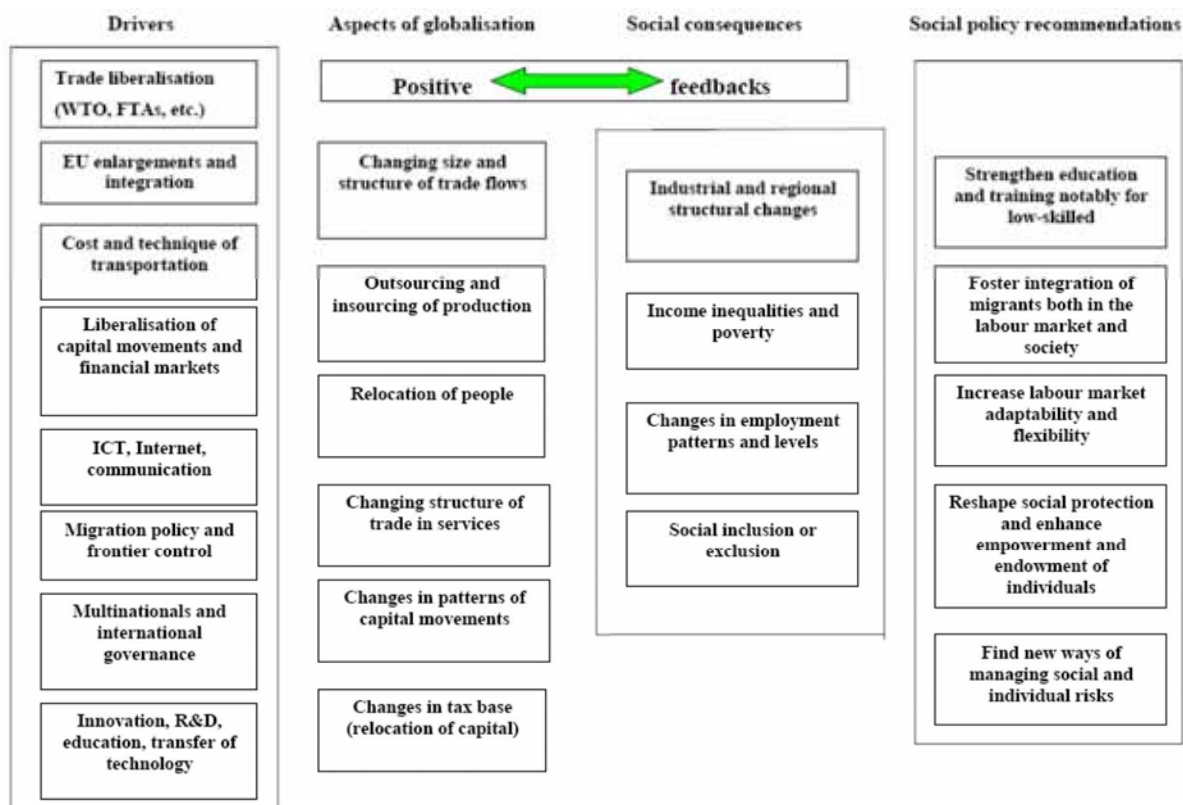 Drivers
Aspects of globalisation
Social consequences
Social policy recommendations
Trade liberalisation
(WTO, FTAs, etc.)
EU enlargements and
integration
Cost and technique of
transportation
Liberalisation of
capital movements and
financial markets
ICT, Internet,
communication
Migration policy and
frontier control
Multinationals and
international
governance
Innovation, R&D,
education, transfer of
technology
Positive feedbacks
Changing size and
structure of trade flows
Outsourcing and
insourcing of production
Relocation of people
Changing structure of
trade in services
Changes in patterns of
capital movements
Changes in tax base
(relocation of capital)
Industrial and regional
structural changes
Income inequalities and
poverty
Changes in employment
patterns and levels
Social inclusion or
exclusion
Strengthen education
and training notably for
low-skilled
Foster integration of
migrants both in the
labour market and
society
Increase labour market
adaptability and
flexibility
Reshape social protection
and enhance
empowerment and
endowment of
individuals
Find new ways of
managing social and
individual risks